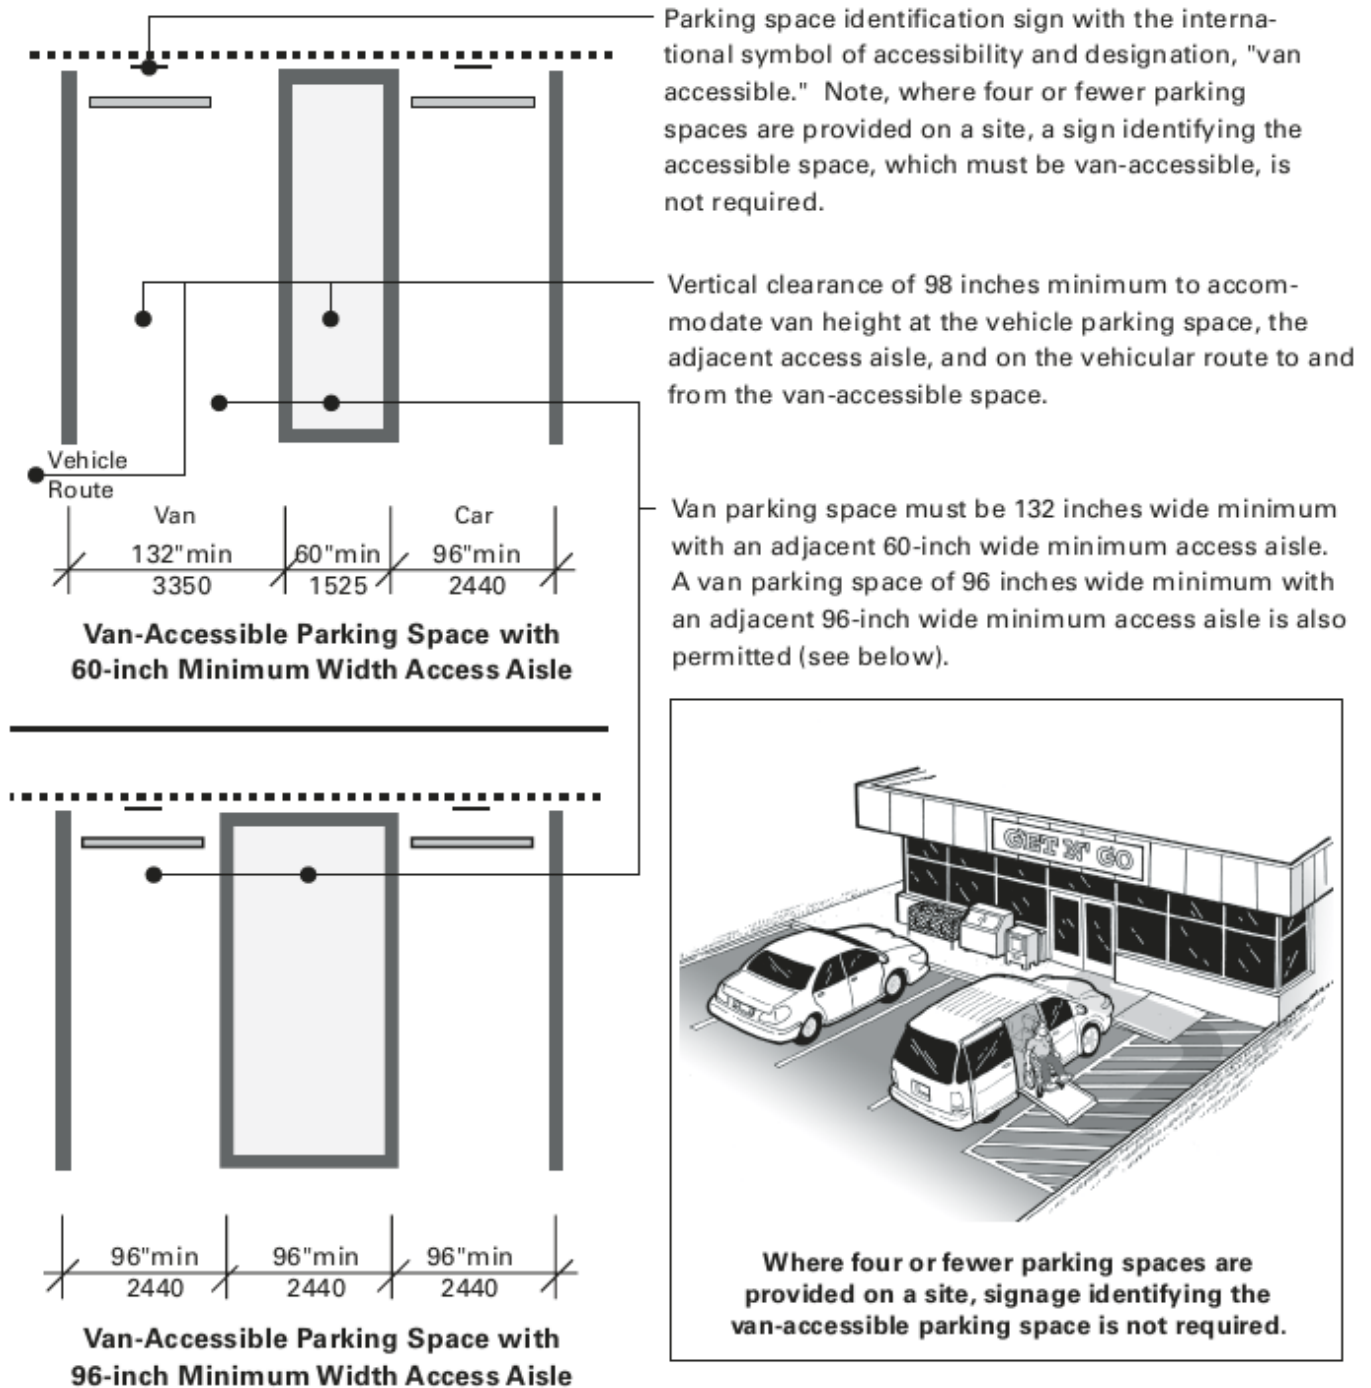 Parking space identification sign with the interna-
tional symbol of accessibility and designation, "van
accessible." Note, where four or fewer parking
spaces are provided on a site, a sign identifying the
accessible space, which must be van-accessible, is
not required.
Vertical clearance of 98 inches minimum to accom-
modate van height at the vehicle parking space, the
adjacent access aisle, and on the vehicular route to and
from the van-accessible space.
Vehicle
Route
Van
Car
132"min
60"min
96"min
3350
1525
2440
Van-Accessible Parking Space with
60-inch Minimum Width Access Aisle
Van parking space must be 132 inches wide minimum
with an adjacent 60-inch wide minimum access aisle.
A van parking space of 96 inches wide minimum with
an adjacent 96-inch wide minimum access aisle is also
permitted (see below).
GET N' GO
96"min
96"min
96"min
2440
2440
2440
Van-Accessible Parking Space with
96-inch Minimum Width Access Aisle
Where four or fewer parking spaces are
provided on a site, signage identifying the
van-accessible parking space is not required.